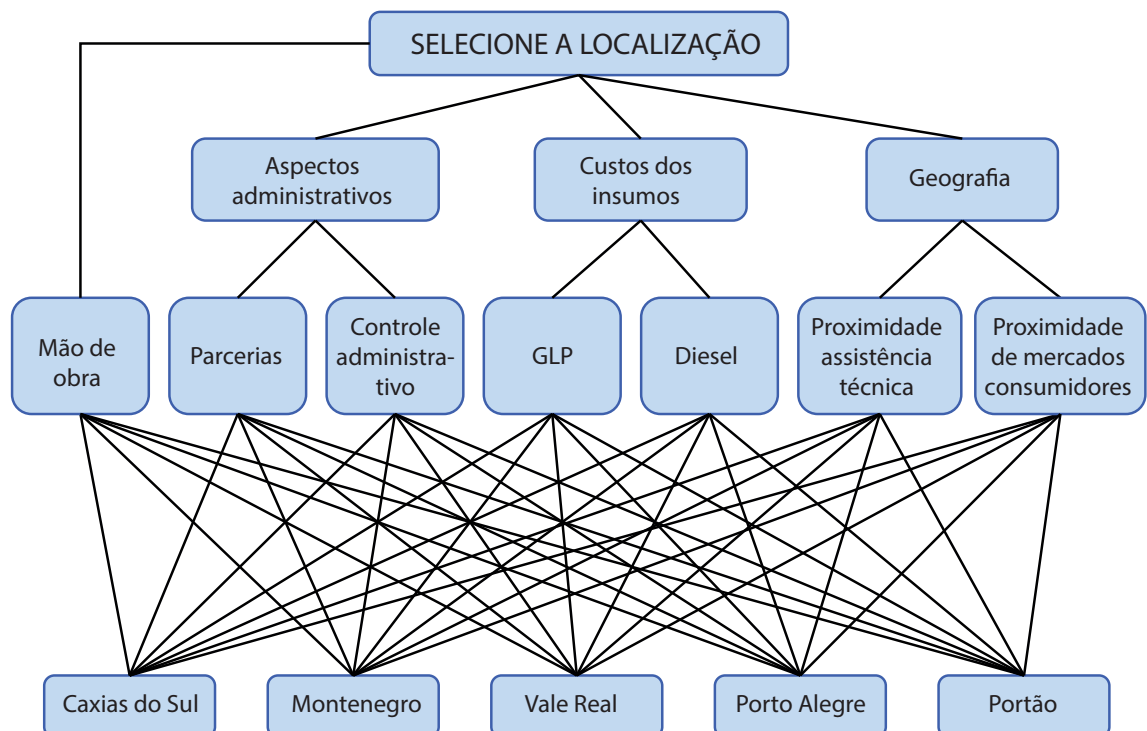 SELECIONE A LOCALIZAÇÃO
Aspectos
administrativos
Custos dos
insumos
Geografia
Mão de
obra
Parcerias
Controle
administra-
tivo
GLP
Diesel
Proximidade
assistência
técnica
Proximidade
de mercados
consumidores
Caxias do Sul
Montenegro
Vale Real
Porto Alegre
Portão